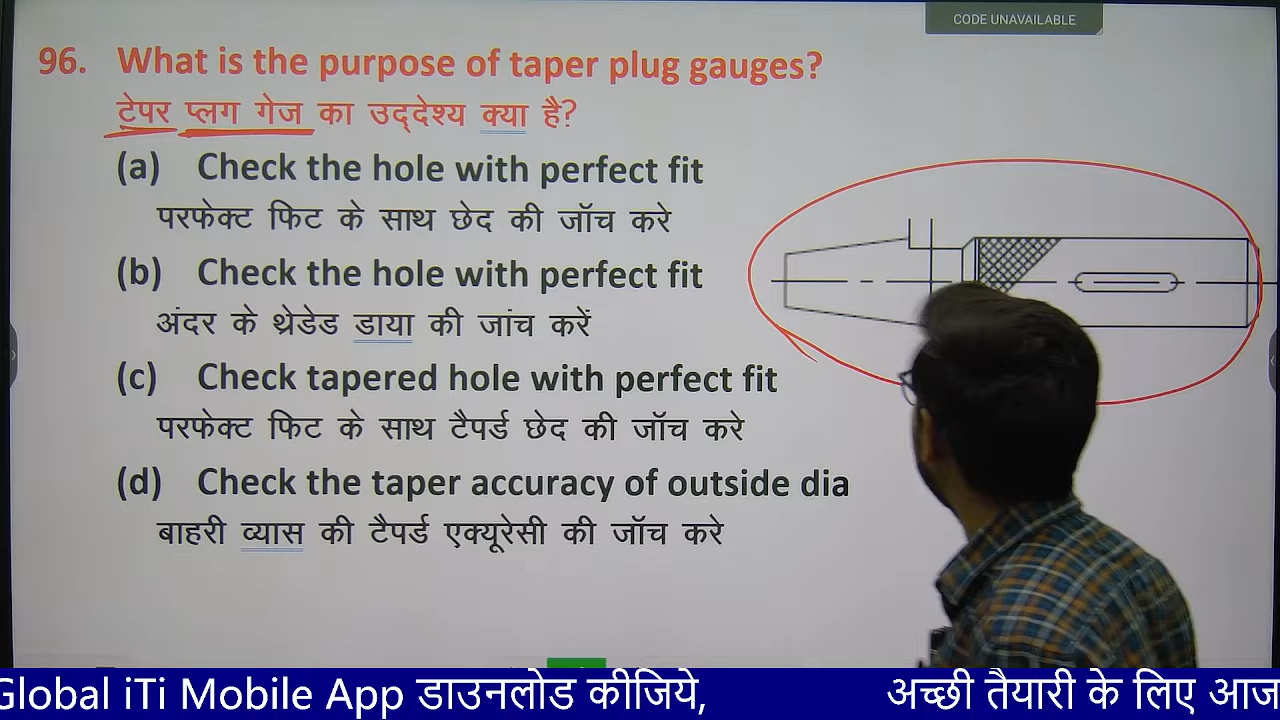 CODE UNAVAILABLE
96. What is the purpose of taper plug gauges?
टेपर प्लग गेज का उद्देश्य क्या है?
(a) Check the hole with perfect fit
परफेक्ट फिट के साथ छेद की जॉच करे
(b) Check the hole with perfect fit
अंदर के थ्रेडेड डाया की जांच करें
(c) Check tapered hole with perfect fit
परफेक्ट फिट के साथ टैपर्ड छेद की जॉच करे
(d) Check the taper accuracy of outside dia
बाहरी व्यास की टैपर्ड एक्यूरेसी की जॉच करे
Global iTi Mobile App डाउनलोड कीजिये, अच्छी तैयारी के लिए आज